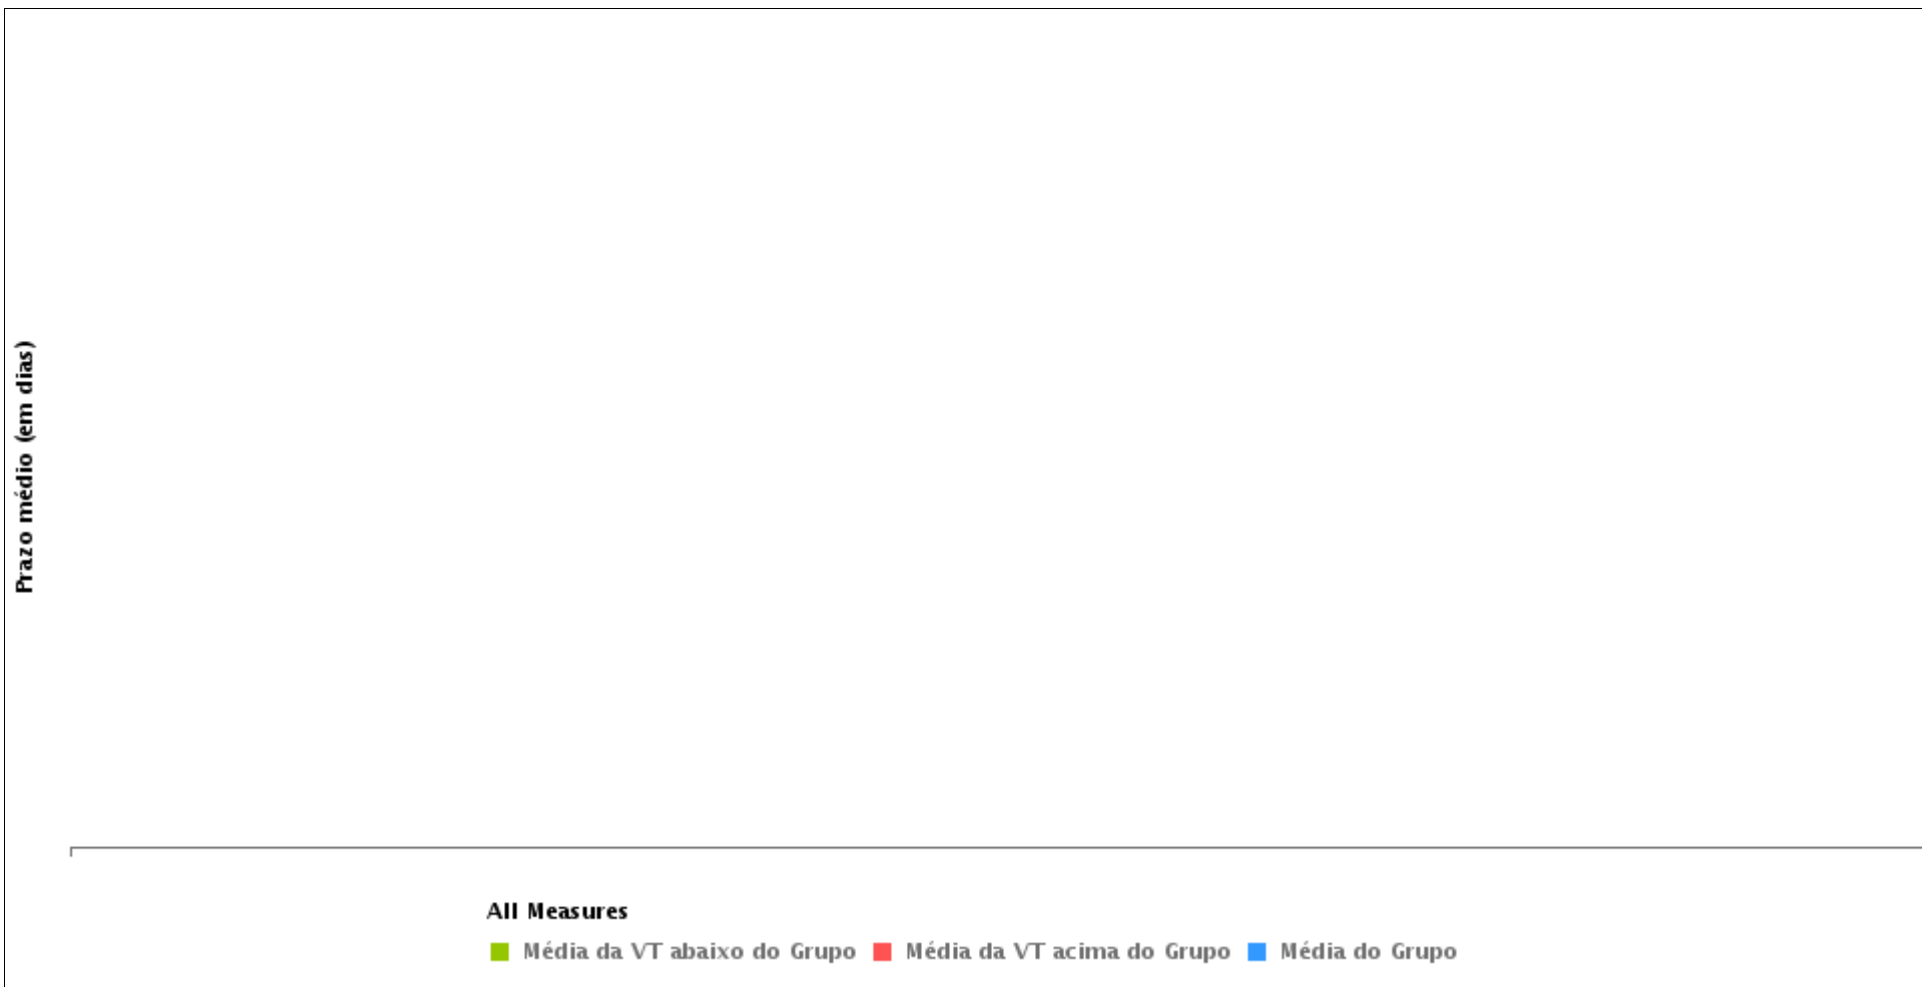 Prazo médio (em dias)
All Measures
Média da VT abaixo do Grupo Média da VT acima do Grupo Média do Grupo